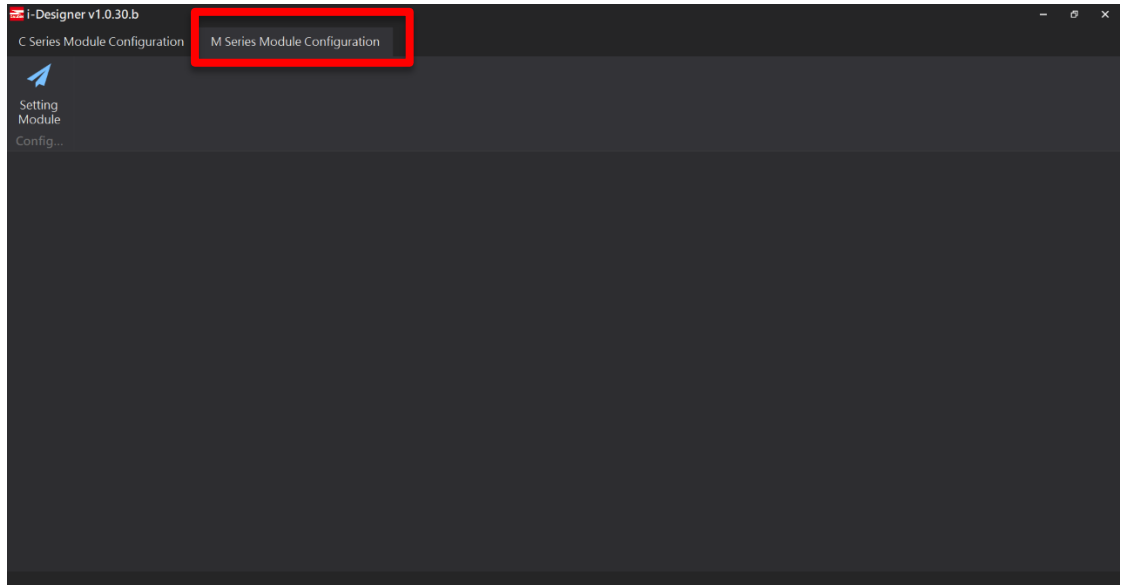 i-Designer v1.0.30.b
C Series Module Configuration
M Series Module Configuration
Setting
Module
Config...